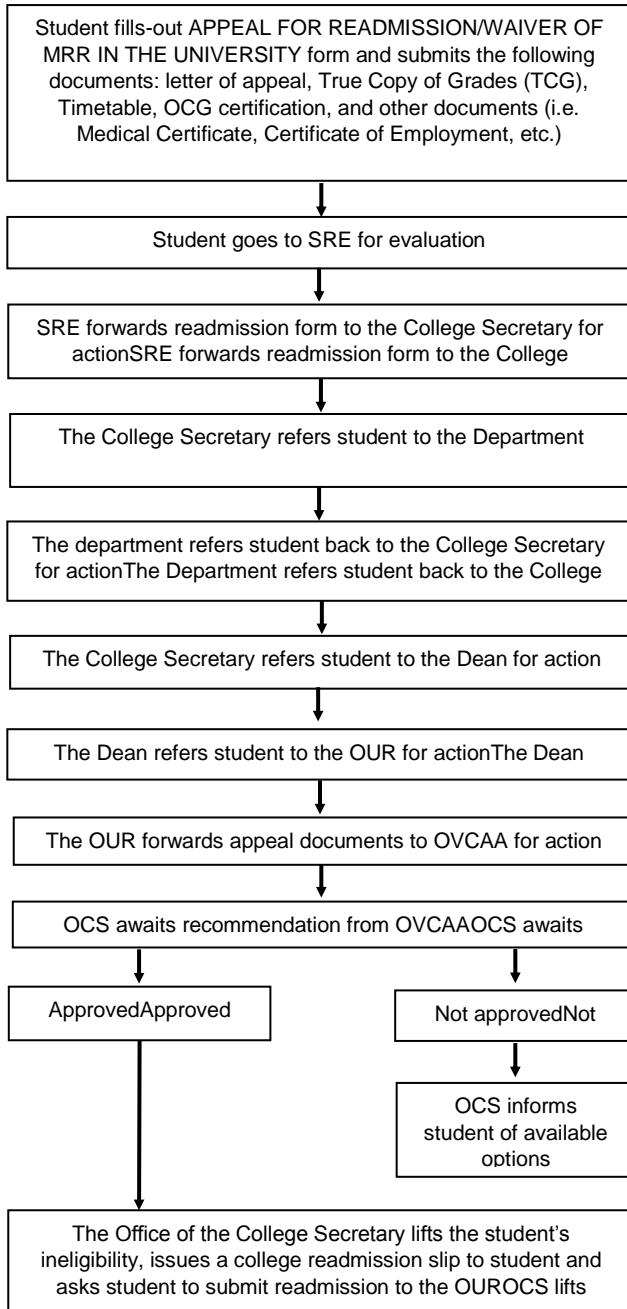 Student fills-out APPEAL FOR READMISSION/WAIVER OF
MRR IN THE UNIVERSITY form and submits the following
documents: letter of appeal, True Copy of Grades (TCG),
Timetable, OCG certification, and other documents (i.e.
Medical Certificate, Certificate of Employment, etc.)
Student goes to SRE for evaluation
SRE forwards readmission form to the College Secretary for
actionSRE forwards readmission form to the College
The College Secretary refers student to the Department
The department refers student back to the College Secretary
for actionThe Department refers student back to the College
The College Secretary refers student to the Dean for action
The Dean refers student to the OUR for actionThe Dean
The OUR forwards appeal documents to OVCAA for action
OCS awaits recommendation from OVCAAOCS awaits
ApprovedApproved
Not approvedNot
OCS informs
student of available
options
The Office of the College Secretary lifts the student's
ineligibility, issues a college readmission slip to student and
asks student to submit readmission to the OUROCS lifts